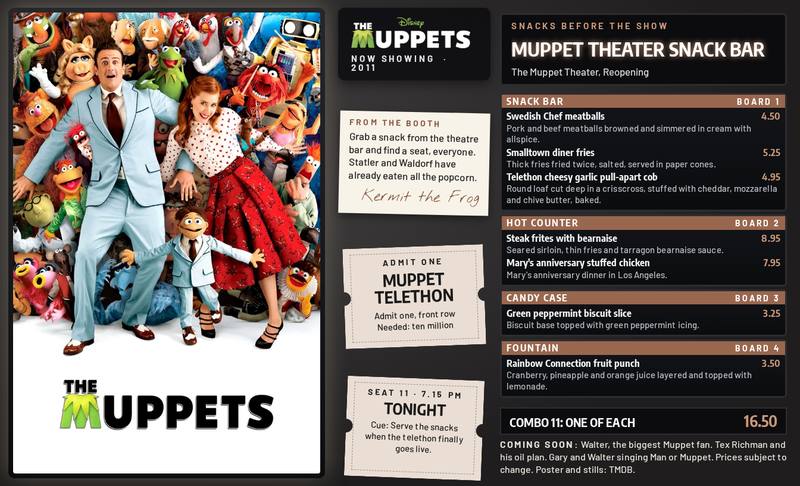 THE
MUPPETS
Disney
THE
MUPPETS
NOW SHOWING ·
2011
FROM THE BOOTH
Grab a snack from the theatre
bar and find a seat, everyone.
Statler and Waldorf have
already eaten all the popcorn.
Kermit the Frog
ADMIT ONE
MUPPET
TELETHON
Admit one, front row
Needed: ten million
SEAT 11 · 7.15 PM
TONIGHT
Cue: Serve the snacks
when the telethon finally
goes live.
SNACKS BEFORE THE SHOW
MUPPET THEATER SNACK BAR
The Muppet Theater, Reopening
SNACK BAR BOARD 1
Swedish Chef meatballs 4.50
Pork and beef meatballs browned and simmered in cream with
allspice.
Smalltown diner fries 5.25
Thick fries fried twice, salted, served in paper cones.
Telethon cheesy garlic pull-apart cob 4.95
Round loaf cut deep in a crisscross, stuffed with cheddar, mozzarella
and chive butter, baked.
HOT COUNTER BOARD 2
Steak frites with bearnaise 8.95
Seared sirloin, thin fries and tarragon bearnaise sauce.
Mary's anniversary stuffed chicken 7.95
Mary's anniversary dinner in Los Angeles.
CANDY CASE BOARD 3
Green peppermint biscuit slice 3.25
Biscuit base topped with green peppermint icing.
FOUNTAIN BOARD 4
Rainbow Connection fruit punch 3.50
Cranberry, pineapple and orange juice layered and topped with
lemonade.
COMBO 11: ONE OF EACH 16.50
COMING SOON: Walter, the biggest Muppet fan. Tex Richman and
his oil plan. Gary and Walter singing Man or Muppet. Prices subject to
change. Poster and stills: TMDB.